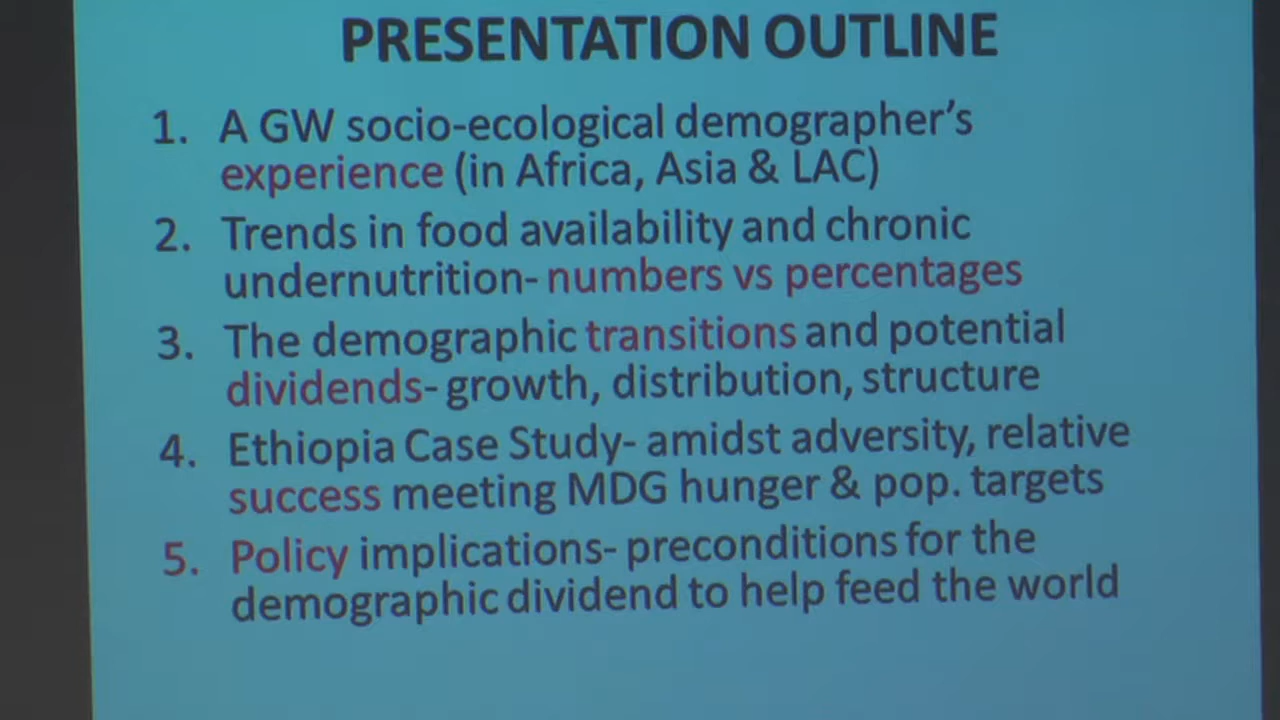 PRESENTATION OUTLINE
1. A GW socio-ecological demographer's
experience (in Africa, Asia & LAC)
2. Trends in food availability and chronic
undernutrition- numbers vs percentages
3. The demographic transitions and potential
dividends- growth, distribution, structure
4. Ethiopia Case Study- amidst adversity, relative
success meeting MDG hunger & pop. targets
5. Policy implications- preconditions for the
demographic dividend to help feed the world